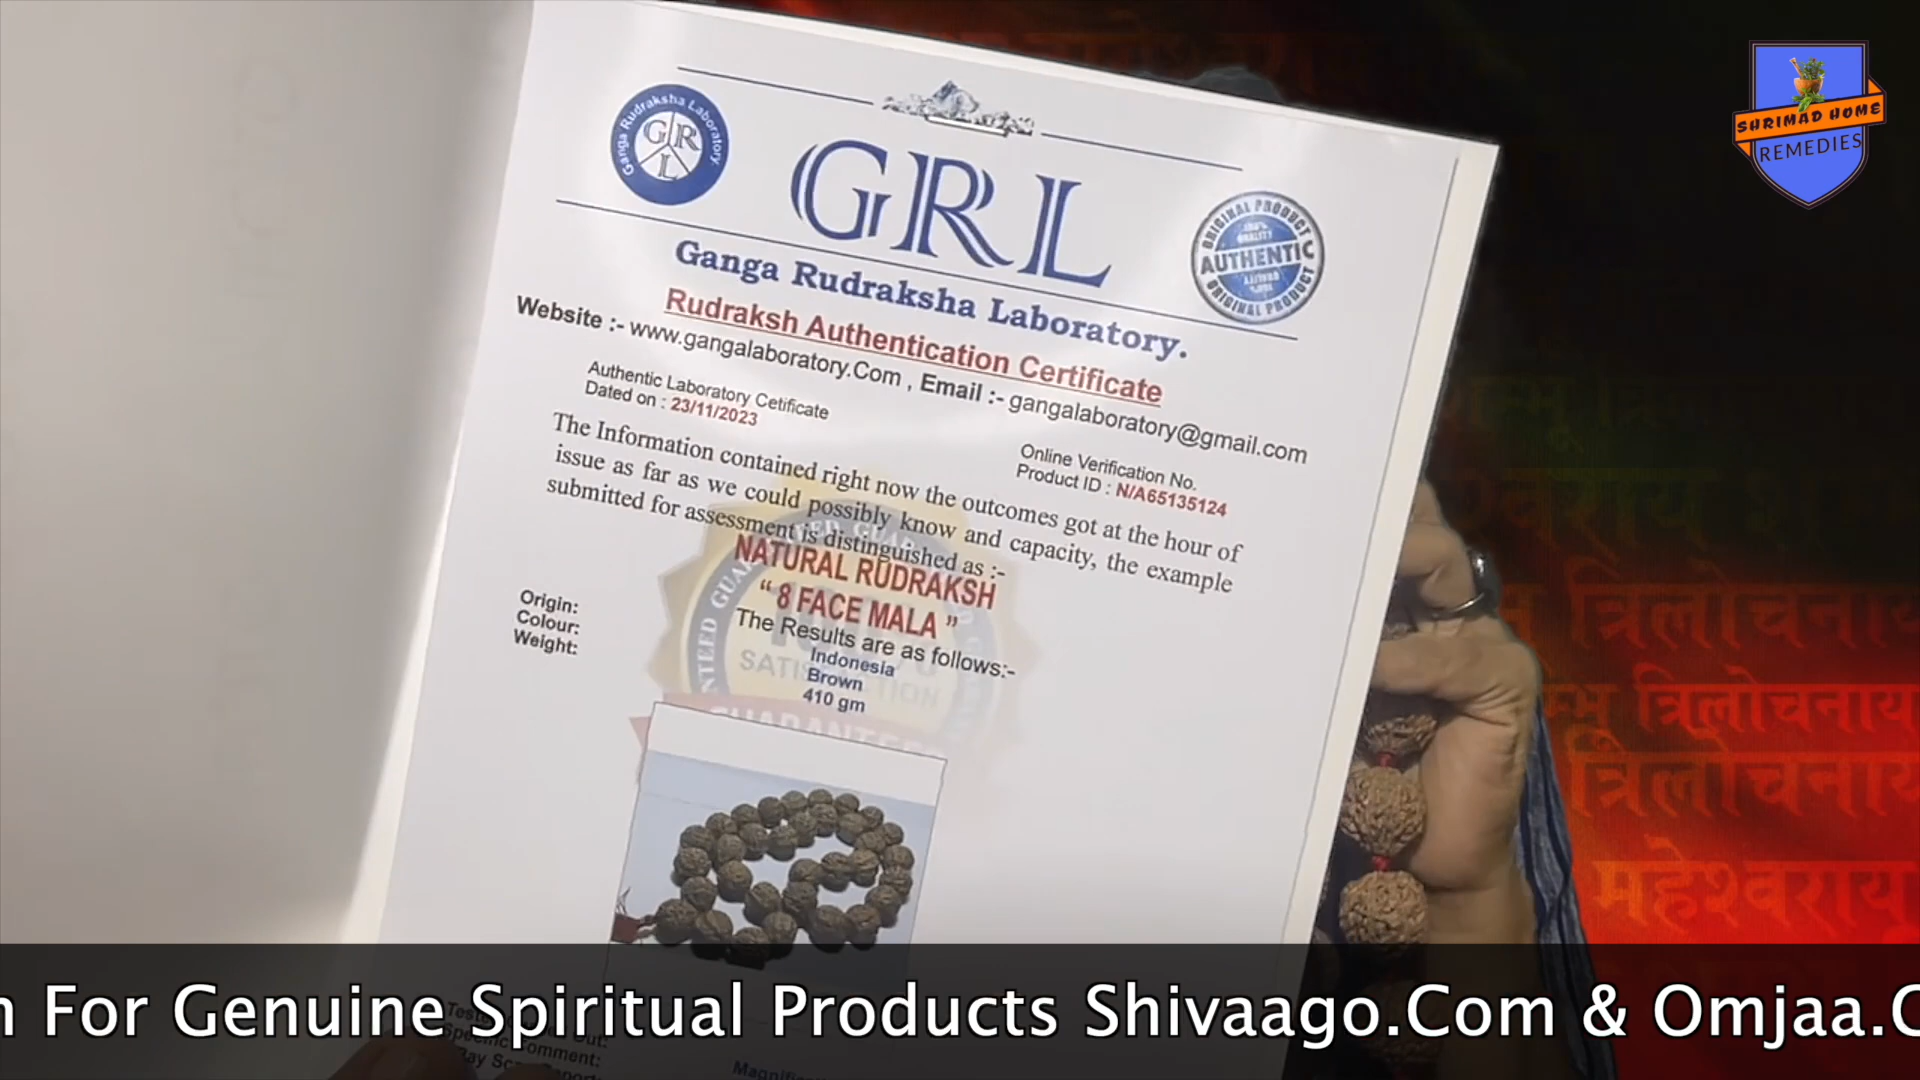 GRL
Ganga Rudraksha Laboratory
G R L
ORIGINAL PRODUCT
AUTHENTIC
ORIGINAL PRODUCT
Ganga Rudraksha Laboratory.
Rudraksh Authentication Certificate
Website :- www.gangalaboratory.Com , Email :- gangalaboratory@gmail.com
Authentic Laboratory Cetificate
Dated on : 23/11/2023
Online Verification No.
Product ID : N/A65135124
The Information contained right now the outcomes got at the hour of
issue as far as we could possibly know and capacity, the example
submitted for assessment is distinguished as :-
NATURAL RUDRAKSH
“ 8 FACE MALA ”
The Results are as follows:-
Origin: Indonesia
Colour: Brown
Weight: 410 gm
SHRIMAD HOME
REMEDIES
त्रिलोचनाय
त्रिलोचनाय
त्रिलोचनाय
महेश्वराय
For Genuine Spiritual Products Shivaago.Com & Omjaa.C